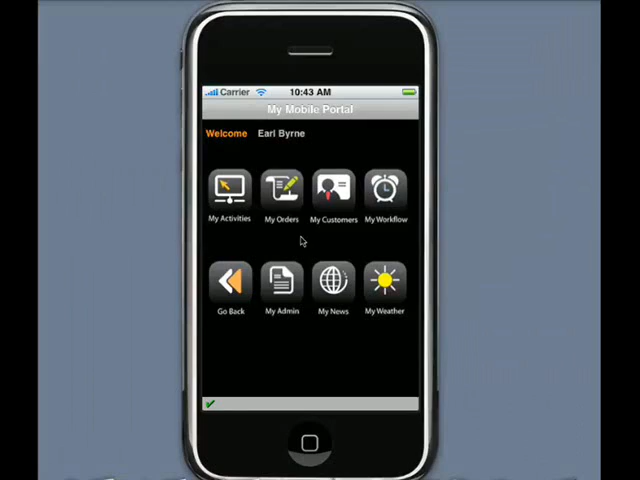 Carrier 10:43 AM
My Mobile Portal
Welcome Earl Byrne
My Activities My Orders My Customers My Workflow
Go Back My Admin My News My Weather